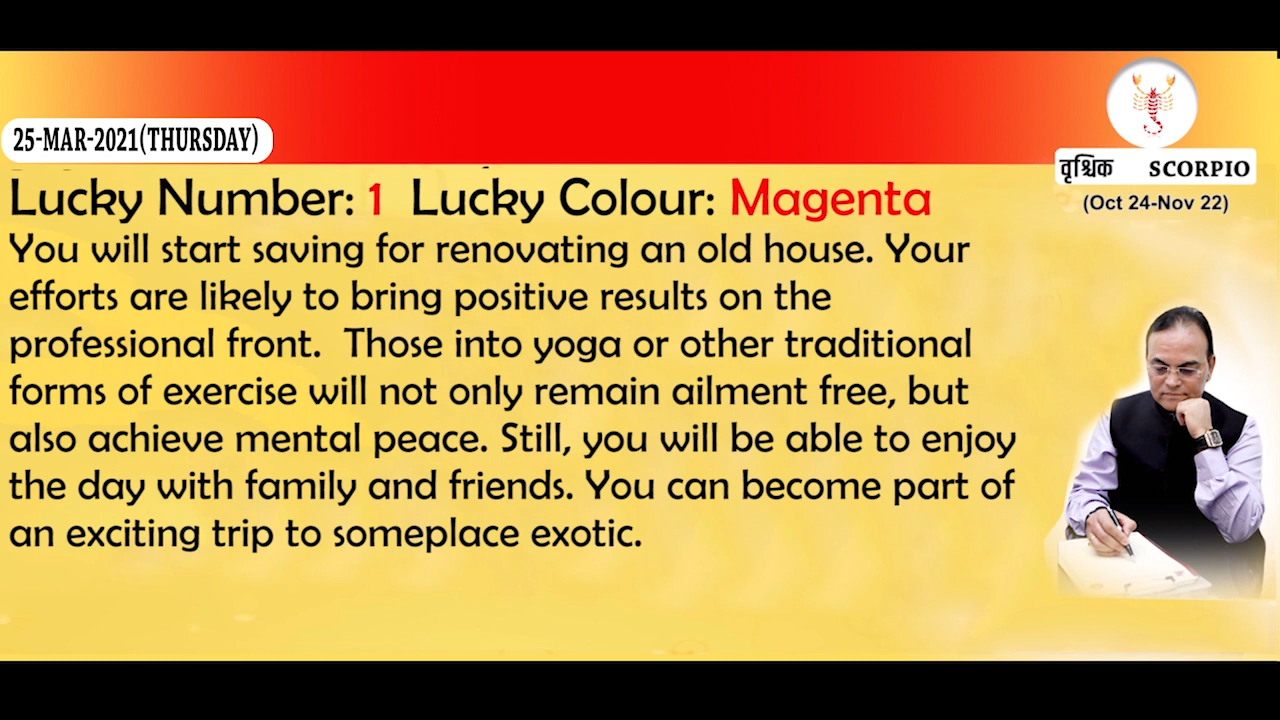 25-MAR-2021(THURSDAY)
वृश्चिक SCORPIO
(Oct 24-Nov 22)
Lucky Number: 1 Lucky Colour: Magenta
You will start saving for renovating an old house. Your
efforts are likely to bring positive results on the
professional front. Those into yoga or other traditional
forms of exercise will not only remain ailment free, but
also achieve mental peace. Still, you will be able to enjoy
the day with family and friends. You can become part of
an exciting trip to someplace exotic.